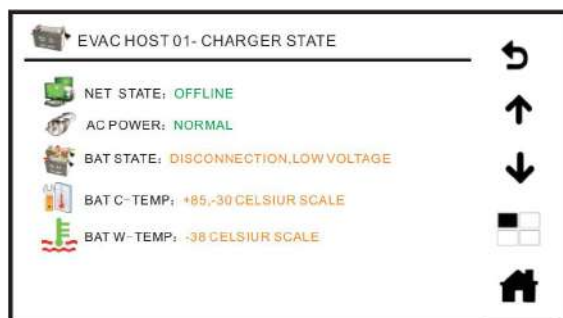 EVAC HOST 01- CHARGER STATE
NET STATE: OFFLINE
AC POWER: NORMAL
BAT STATE: DISCONNECTION,LOW VOLTAGE
BAT C-TEMP: +85,-30 CELSIUR SCALE
BAT W-TEMP: -38 CELSIUR SCALE